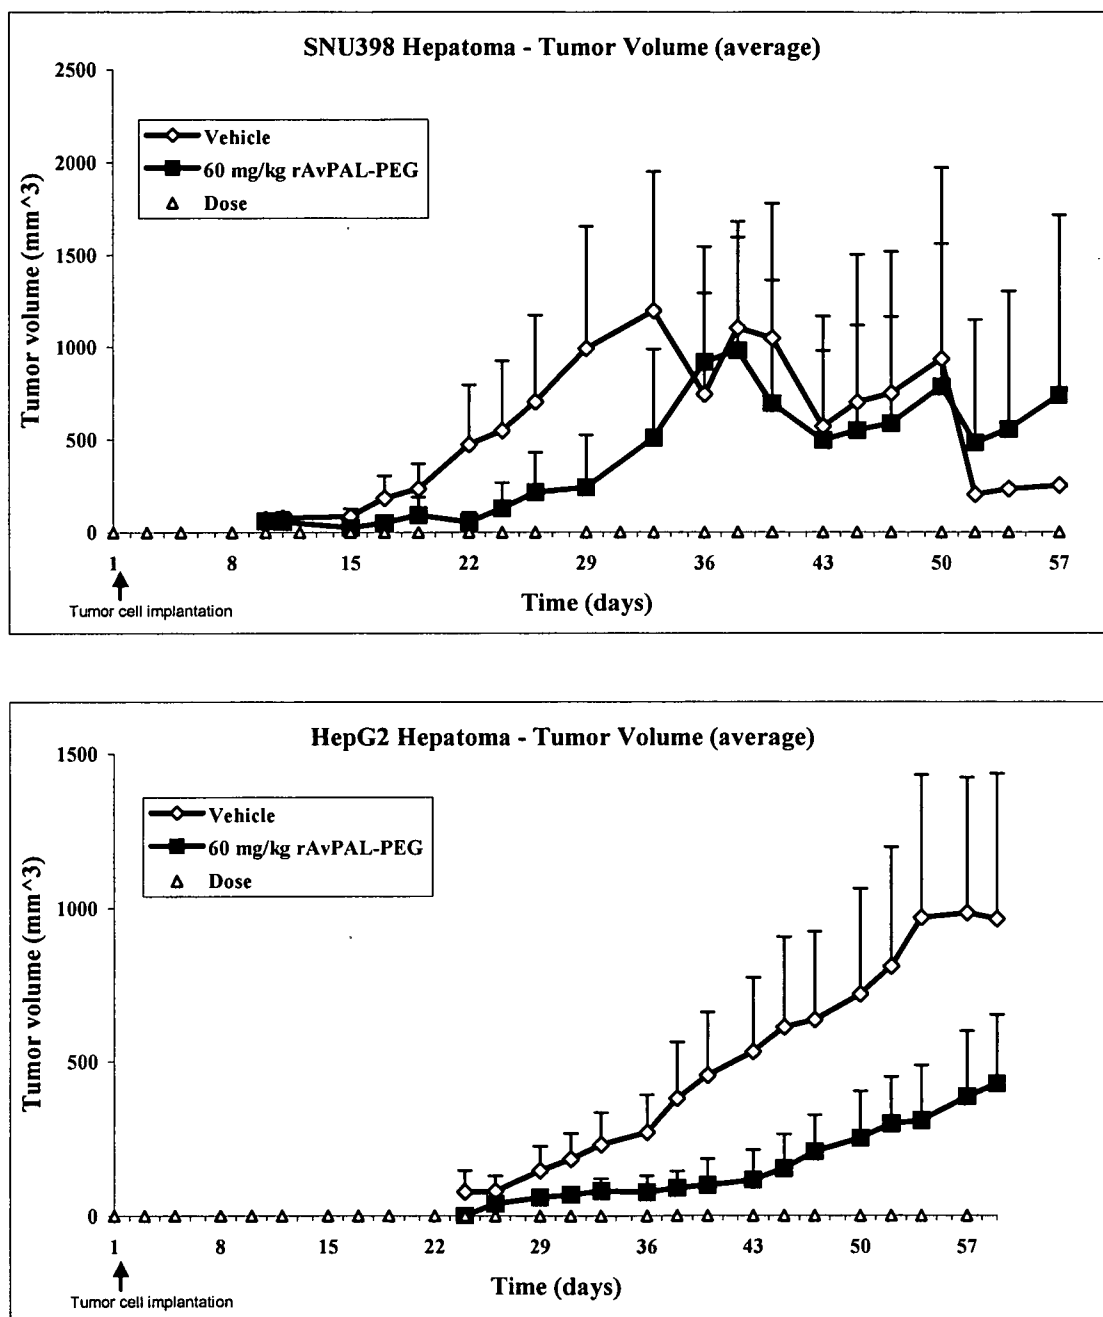 SNU398 Hepatoma - Tumor Volume (average)
2500
2000
1500
1000
500
0
Tumor volume (mm^3)
Vehicle
60 mg/kg rAvPAL-PEG
Dose
1 8 15 22 29 36 43 50 57
Tumor cell implantation
Time (days)
HepG2 Hepatoma - Tumor Volume (average)
1500
1000
500
0
Tumor volume (mm^3)
Vehicle
60 mg/kg rAvPAL-PEG
Dose
1 8 15 22 29 36 43 50 57
Time (days)
Tumor cell implantation